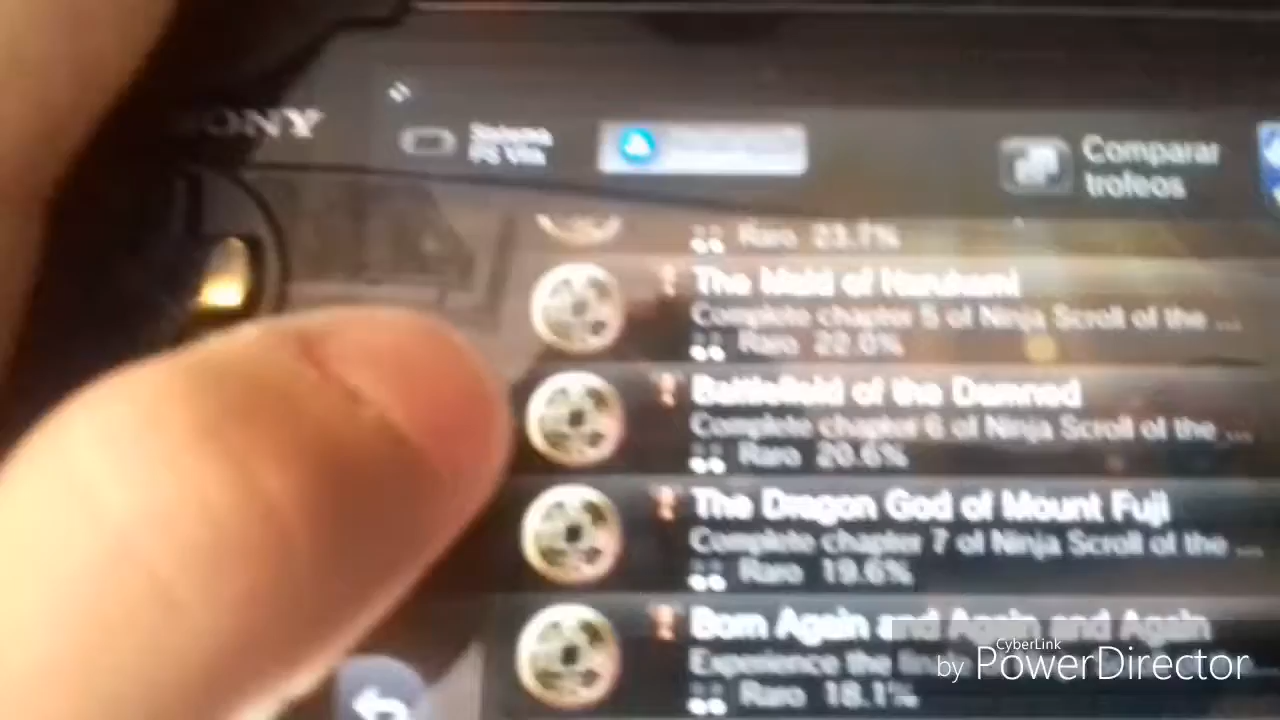 SONY
Sistema
PS Vita
Comparar
trofeos
Raro 23.7%
The Maid of Narukami
Complete chapter 5 of Ninja Scroll of the ...
Raro 22.0%
Battlefield of the Damned
Complete chapter 6 of Ninja Scroll of the ...
Raro 20.6%
The Dragon God of Mount Fuji
Complete chapter 7 of Ninja Scroll of the ...
Raro 19.6%
Born Again and Again and Again
Experience the
Raro 18.1%
CyberLink
by PowerDirector